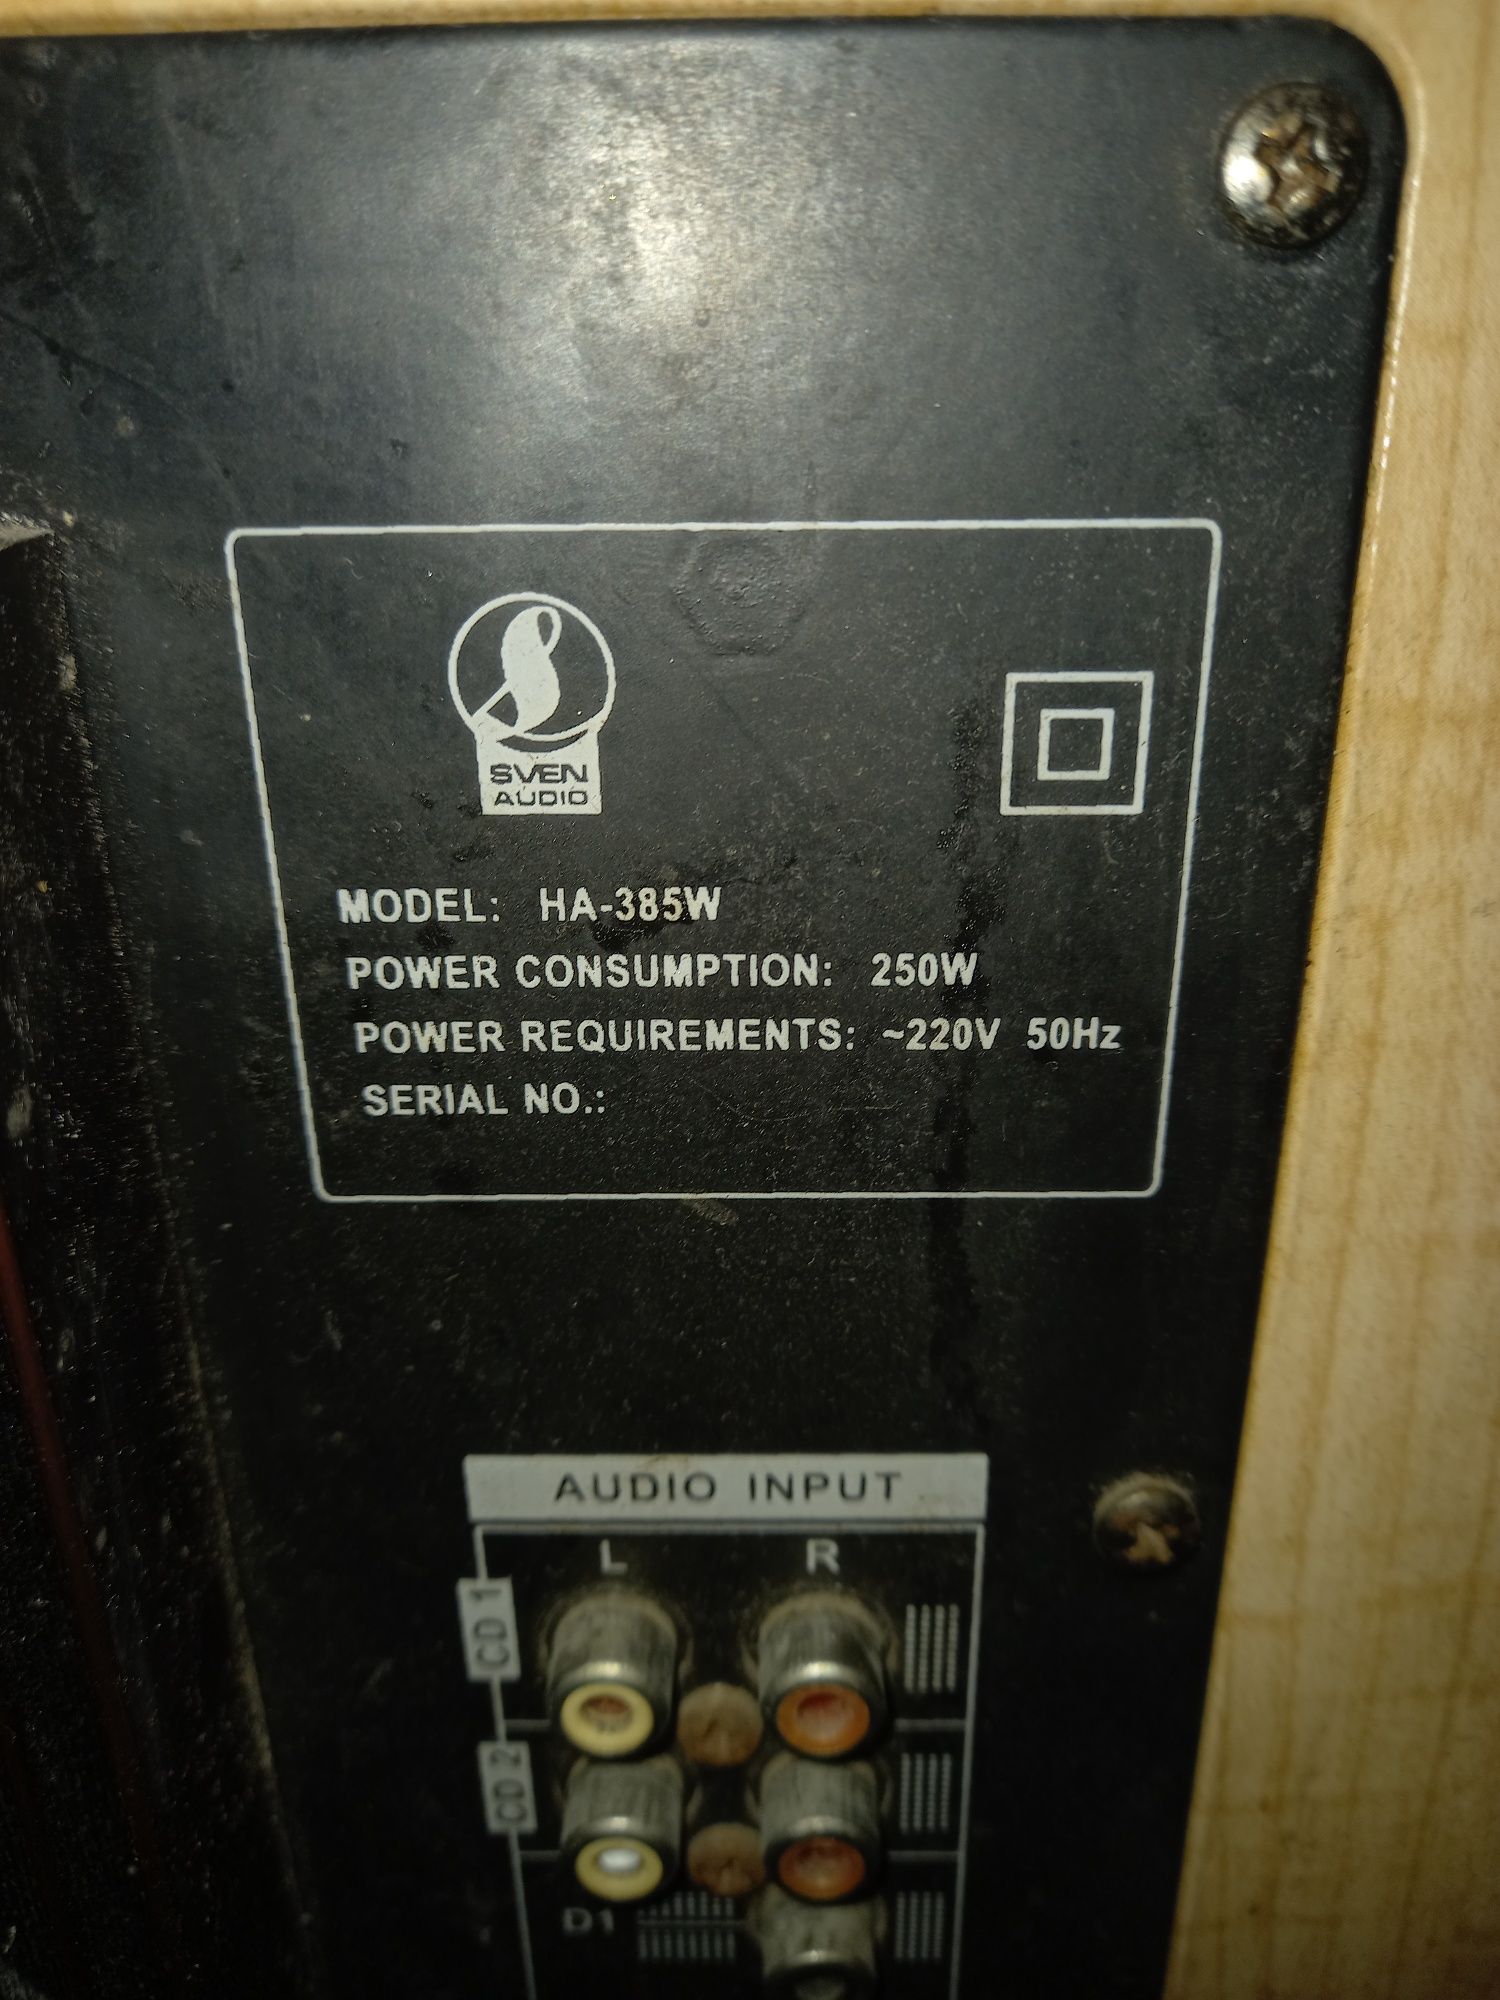 SVEN
AUDIO
MODEL: HA-385W
POWER CONSUMPTION: 250W
POWER REQUIREMENTS: ~220V 50Hz
SERIAL NO.:
AUDIO INPUT
L R
CD 1
CD 2
D1